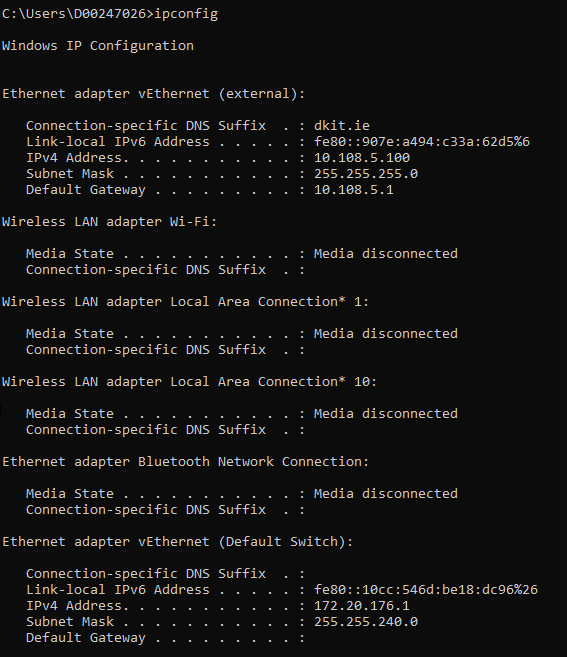 C:\Users\D00247026>ipconfig
Windows IP Configuration
Ethernet adapter vEthernet (external):
   Connection-specific DNS Suffix  . : dkit.ie
   Link-local IPv6 Address . . . . . : fe80::907e:a494:c33a:62d5%6
   IPv4 Address. . . . . . . . . . . : 10.108.5.100
   Subnet Mask . . . . . . . . . . . : 255.255.255.0
   Default Gateway . . . . . . . . . : 10.108.5.1
Wireless LAN adapter Wi-Fi:
   Media State . . . . . . . . . . . : Media disconnected
   Connection-specific DNS Suffix  . :
Wireless LAN adapter Local Area Connection* 1:
   Media State . . . . . . . . . . . : Media disconnected
   Connection-specific DNS Suffix  . :
Wireless LAN adapter Local Area Connection* 10:
   Media State . . . . . . . . . . . : Media disconnected
   Connection-specific DNS Suffix  . :
Ethernet adapter Bluetooth Network Connection:
   Media State . . . . . . . . . . . : Media disconnected
   Connection-specific DNS Suffix  . :
Ethernet adapter vEthernet (Default Switch):
   Connection-specific DNS Suffix  . :
   Link-local IPv6 Address . . . . . : fe80::10cc:546d:be18:dc96%26
   IPv4 Address. . . . . . . . . . . : 172.20.176.1
   Subnet Mask . . . . . . . . . . . : 255.255.240.0
   Default Gateway . . . . . . . . . :